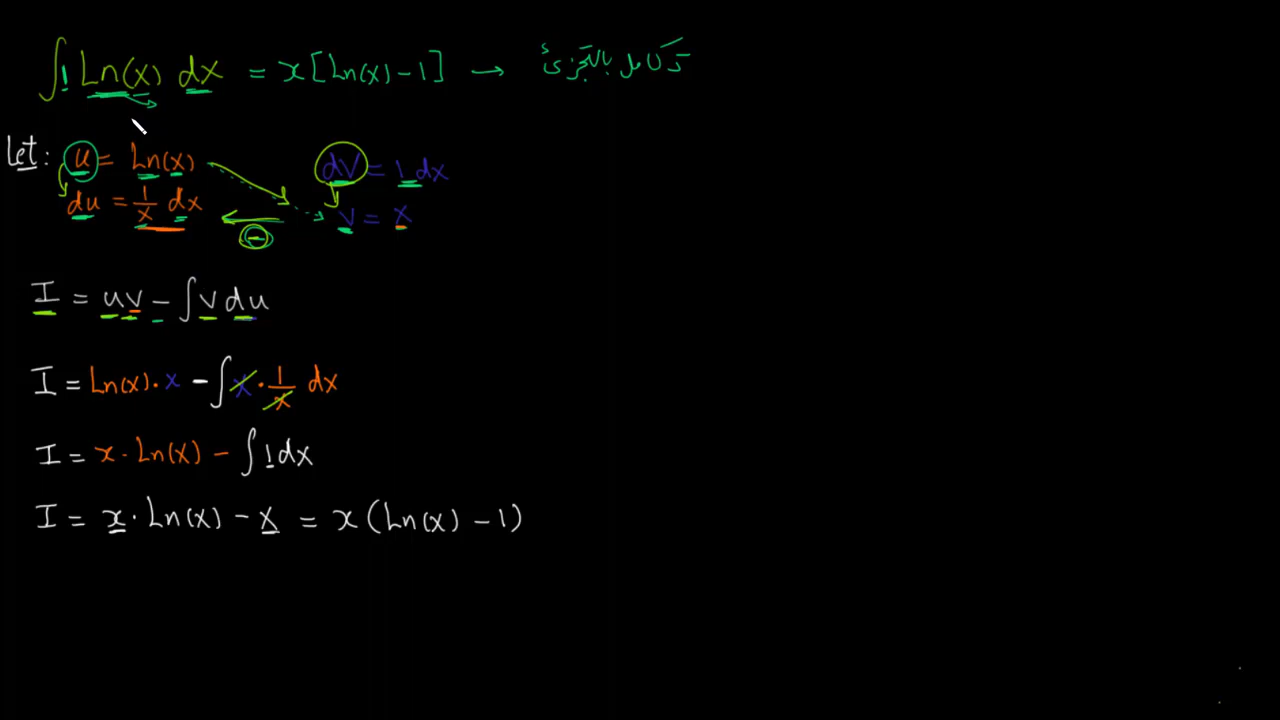 ∫ 1 Ln(x) dx = x[Ln(x) - 1] → تكامل بالتجزىء
Let: u = Ln(x) dV = 1 dx
du = 1/x dx v = x
-
I = uv - ∫ v du
I = Ln(x) · x - ∫ x · 1/x dx
I = x · Ln(x) - ∫ 1 dx
I = x · Ln(x) - x = x (Ln(x) - 1)